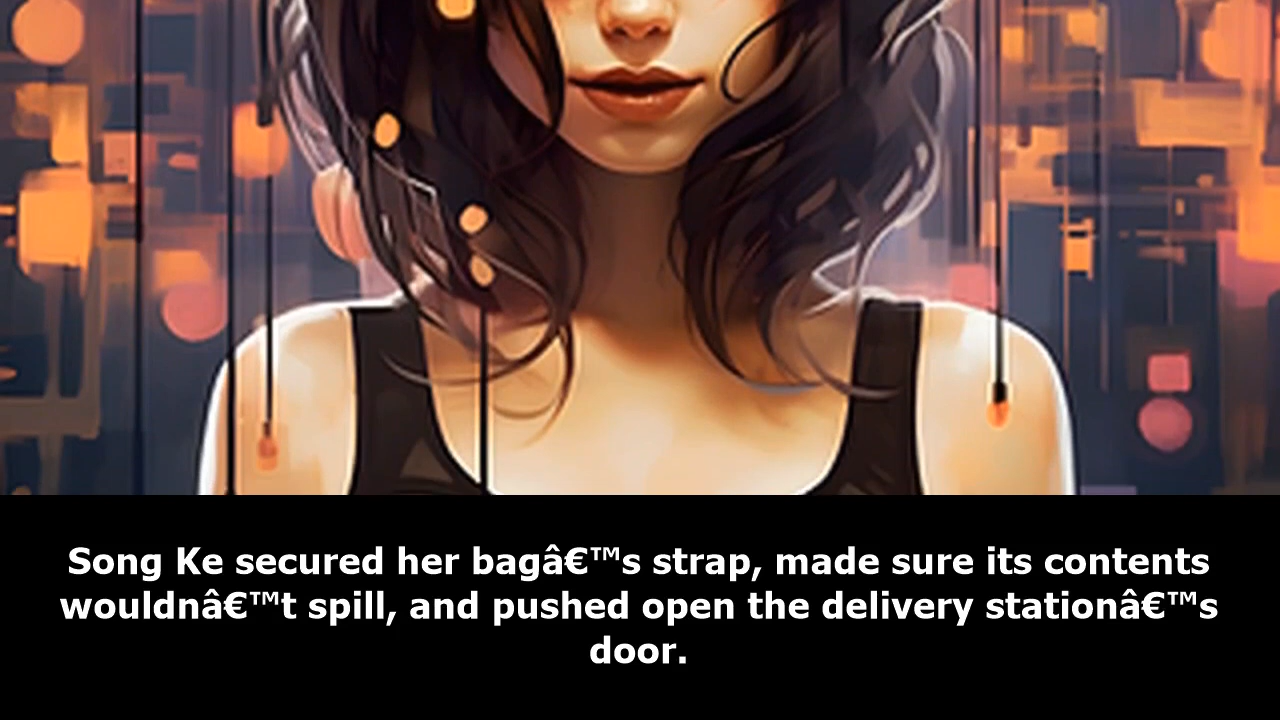 Song Ke secured her bagâ€™s strap, made sure its contents
wouldnâ€™t spill, and pushed open the delivery stationâ€™s
door.